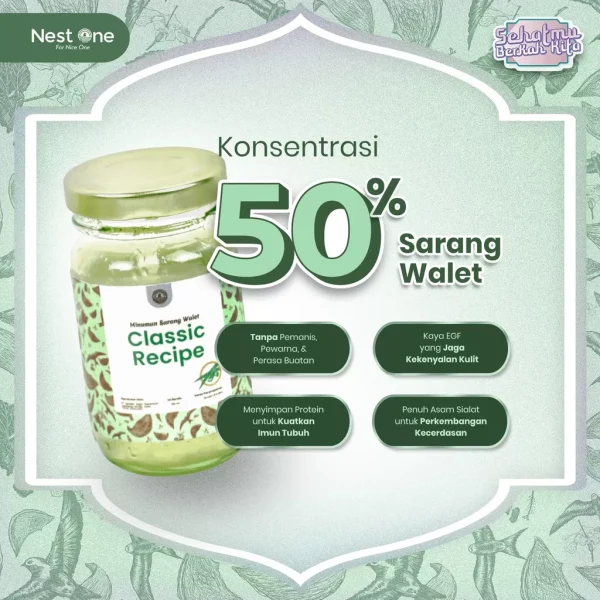 Nest One
For Nice One
Sehatmu
Berkah Kita
Konsentrasi
50%
Sarang
Walet
Minuman Sarang Walet
Classic
Recipe
Tanpa Pemanis,
Pewarna, &
Perasa Buatan
Kaya EGF
yang Jaga
Kekenyalan Kulit
Menyimpan Protein
untuk Kuatkan
Imun Tubuh
Penuh Asam Sialat
untuk Perkembangan
Kecerdasan